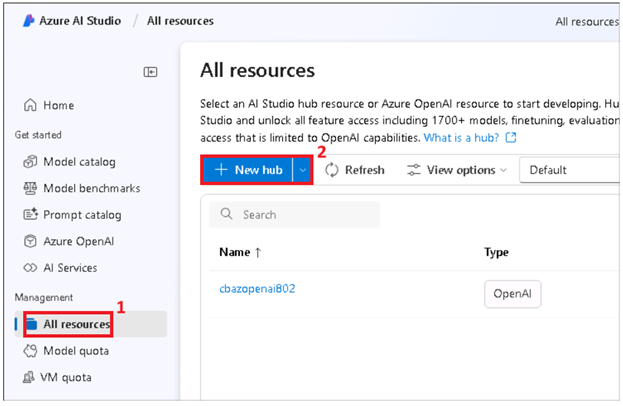 Azure AI Studio / All resources
All resources
All resources
Home
Select an AI Studio hub resource or Azure OpenAI resource to start developing. Hu
Get started
Studio and unlock all feature access including 1700+ models, finetuning, evaluation
access that is limited to OpenAI capabilities. What is a hub?
Model catalog
2
+ New hub
Refresh
View options
Default
Model benchmarks
Prompt catalog
Search
Azure OpenAI
Name ↑
Type
AI Services
cbazopenai802
OpenAI
Management
1
All resources
Model quota
VM quota